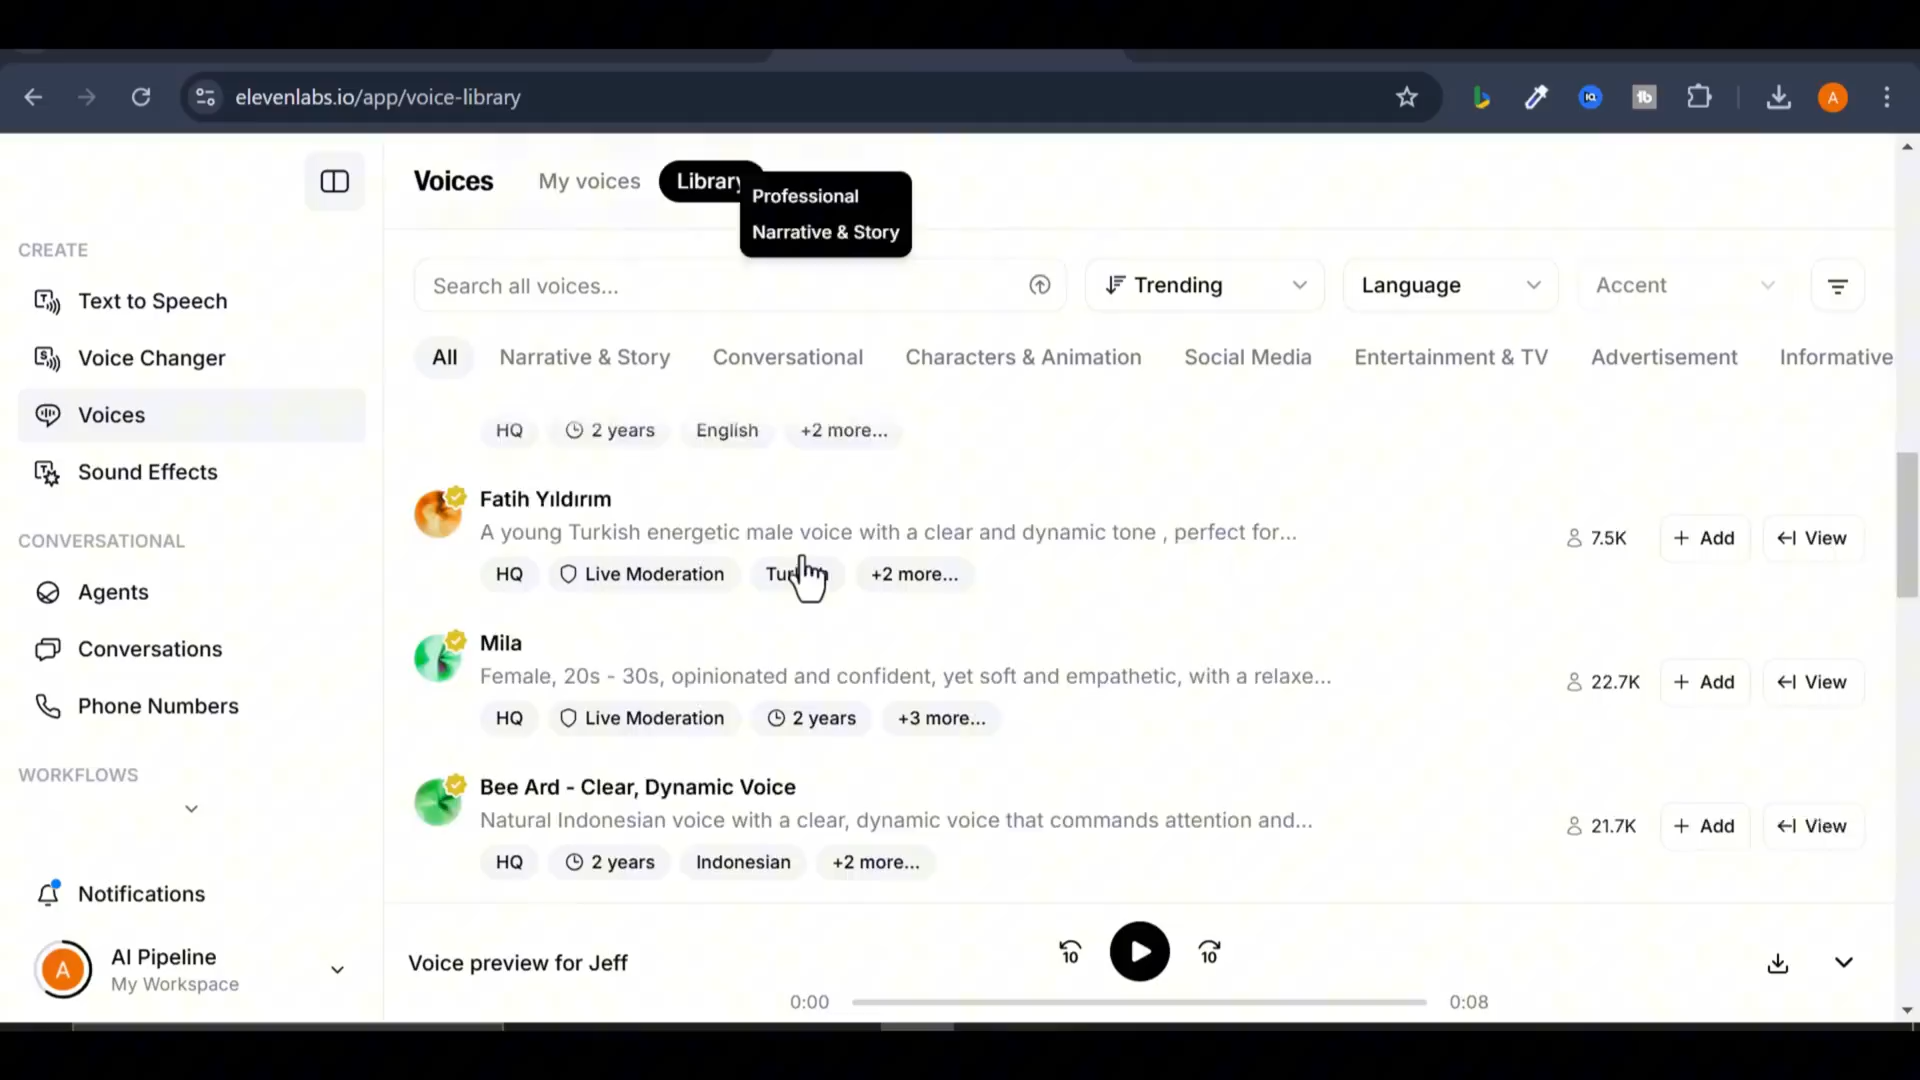 elevenlabs.io/app/voice-library
A
Voices
My voices
Library
Professional
Narrative & Story
CREATE
Text to Speech
Voice Changer
Voices
Sound Effects
CONVERSATIONAL
Agents
Conversations
Phone Numbers
WORKFLOWS
Notifications
A
AI Pipeline
My Workspace
Search all voices...
Trending
Language
Accent
All
Narrative & Story
Conversational
Characters & Animation
Social Media
Entertainment & TV
Advertisement
Informative
HQ
2 years
English
+2 more...
Fatih Yıldırım
A young Turkish energetic male voice with a clear and dynamic tone , perfect for...
HQ
Live Moderation
+2 more...
7.5K
+ Add
View
Mila
Female, 20s - 30s, opinionated and confident, yet soft and empathetic, with a relaxe...
HQ
Live Moderation
2 years
+3 more...
22.7K
+ Add
View
Bee Ard - Clear, Dynamic Voice
Natural Indonesian voice with a clear, dynamic voice that commands attention and...
HQ
2 years
Indonesian
+2 more...
21.7K
+ Add
View
Voice preview for Jeff
10
10
0:00
0:08